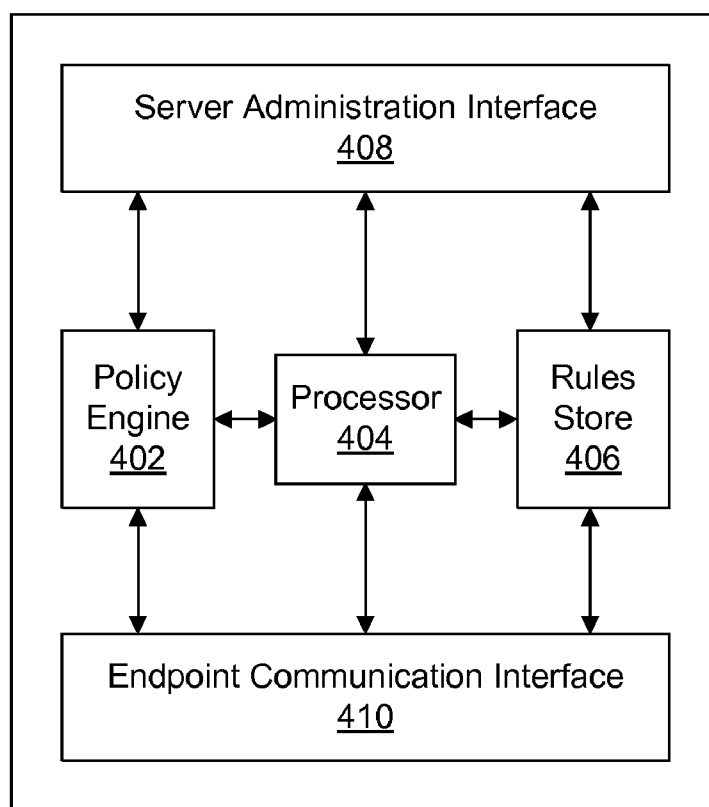 Server Administration Interface
408
Policy
Engine
402
Processor
404
Rules
Store
406
Endpoint Communication Interface
410